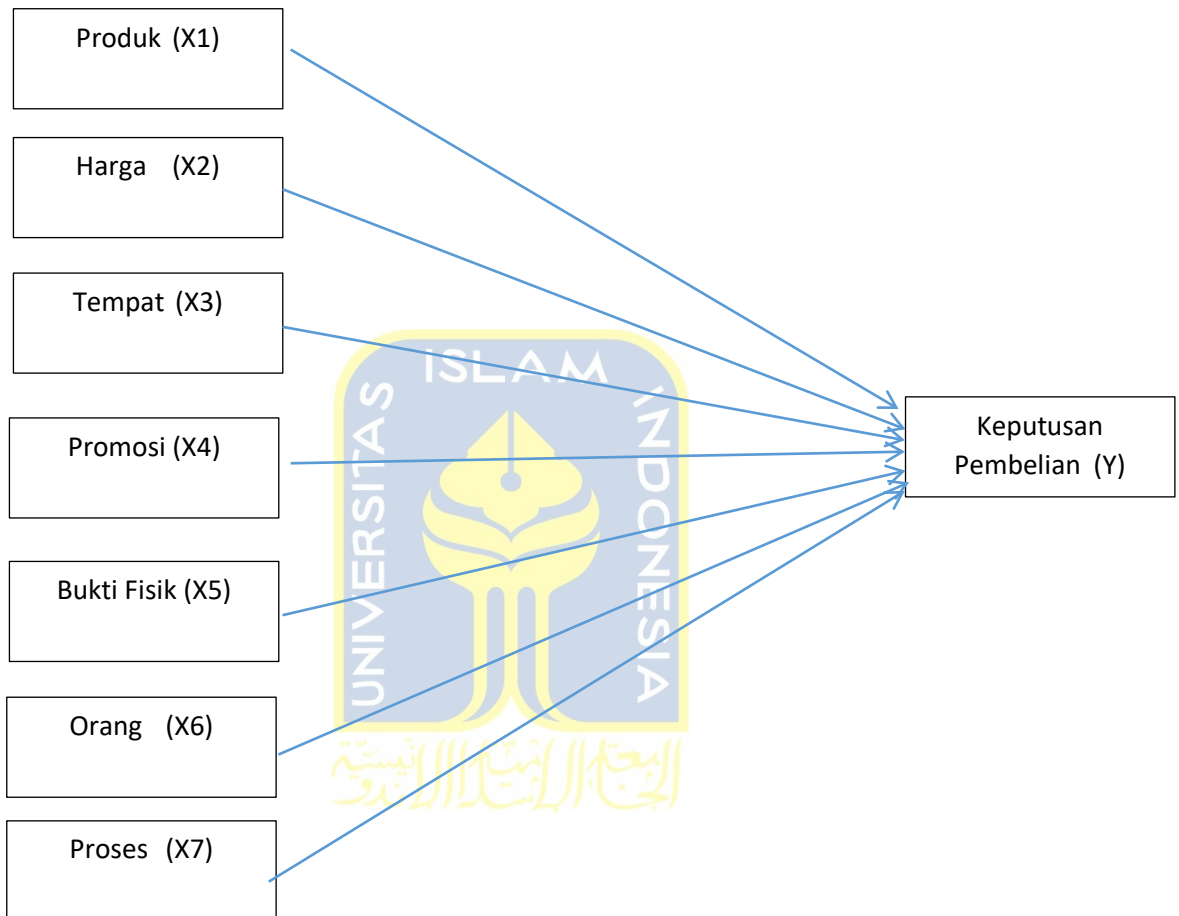 Produk (X1)
Harga (X2)
Tempat (X3)
Promosi (X4)
Bukti Fisik (X5)
Orang (X6)
Proses (X7)
Keputusan
Pembelian (Y)
UNIVERSITAS
ISLAM
INDONESIA